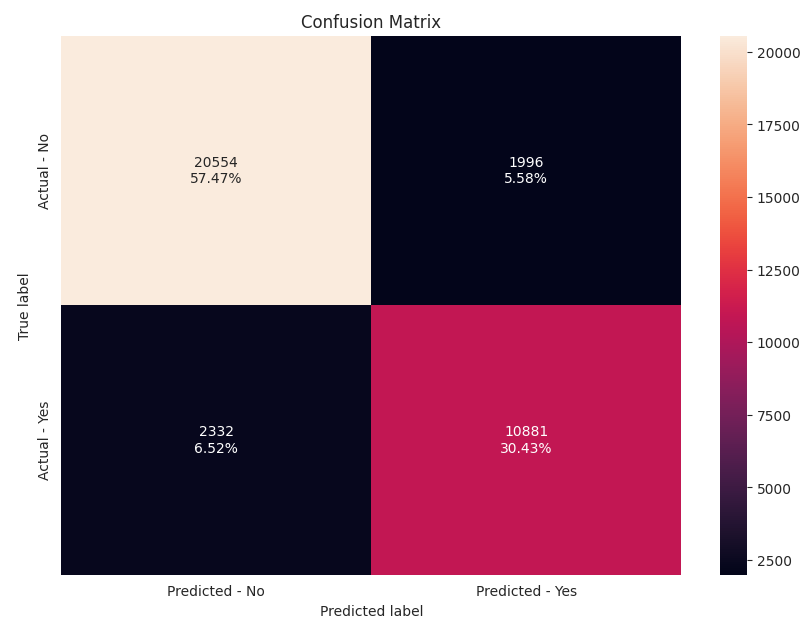 Confusion Matrix
Actual - No
Actual - Yes
True label
20554
57.47%
1996
5.58%
2332
6.52%
10881
30.43%
Predicted - No
Predicted - Yes
Predicted label
20000
17500
15000
12500
10000
7500
5000
2500